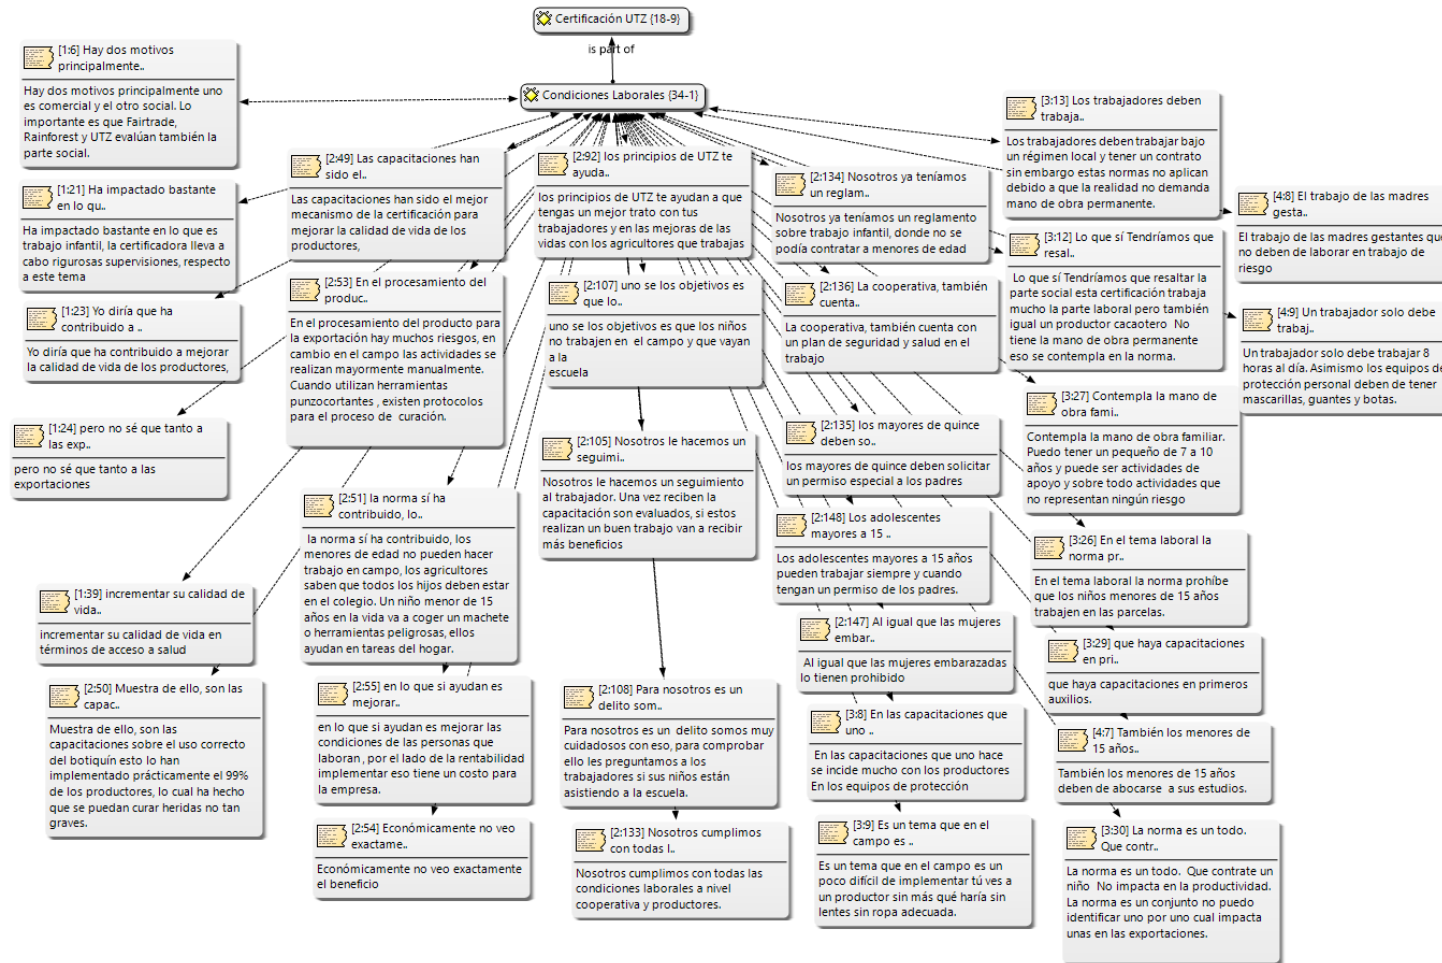 Certificación UTZ {18-9}
is part of
Condiciones Laborales {34-1}
[1:6] Hay dos motivos
principalmente..
Hay dos motivos principalmente uno
es comercial y el otro social. Lo
importante es que Fairtrade,
Rainforest y UTZ evalúan también la
parte social.
[1:21] Ha impactado bastante
en lo qu..
Ha impactado bastante en lo que es
trabajo infantil, la certificadora lleva a
cabo rigurosas supervisiones, respecto
a este tema
[1:23] Yo diría que ha
contribuido a ..
Yo diría que ha contribuido a mejorar
la calidad de vida de los productores,
[1:24] pero no sé que tanto a
las exp..
pero no sé que tanto a las
exportaciones
[1:39] incrementar su calidad de
vida..
incrementar su calidad de vida en
términos de acceso a salud
[2:50] Muestra de ello, son las
capac..
Muestra de ello, son las
capacitaciones sobre el uso correcto
del botiquín esto lo han
implementado prácticamente el 99%
de los productores, lo cual ha hecho
que se puedan curar heridas no tan
graves.
[2:49] Las capacitaciones han
sido el..
Las capacitaciones han sido el mejor
mecanismo de la certificación para
mejorar la calidad de vida de los
productores,
[2:53] En el procesamiento del
produc..
En el procesamiento del producto para
la exportación hay muchos riesgos, en
cambio en el campo las actividades se
realizan mayormente manualmente.
Cuando utilizan herramientas
punzocortantes , existen protocolos
para el proceso de  curación.
[2:51] la norma sí ha
contribuido, lo..
la norma sí ha contribuido, los
menores de edad no pueden hacer
trabajo en campo, los agricultores
saben que todos los hijos deben estar
en el colegio. Un niño menor de 15
años en la vida va a coger un machete
o herramientas peligrosas, ellos
ayudan en tareas del hogar.
[2:55] en lo que si ayudan es
mejorar..
en lo que si ayudan es mejorar las
condiciones de las personas que
laboran , por el lado de la rentabilidad
implementar eso tiene un costo para
la empresa.
[2:54] Económicamente no veo
exactame..
Económicamente no veo exactamente
el beneficio
[2:92] los principios de UTZ te
ayuda..
los principios de UTZ te ayudan a que
tengas un mejor trato con tus
trabajadores y en las mejoras de las
vidas con los agricultores que trabajas
[2:107] uno se los objetivos es
que lo..
uno se los objetivos es que los niños
no trabajen en  el campo y que vayan
a la
escuela
[2:105] Nosotros le hacemos un
seguimi..
Nosotros le hacemos un seguimiento
al trabajador. Una vez reciben la
capacitación son evaluados, si estos
realizan un buen trabajo van a recibir
más beneficios
[2:108] Para nosotros es un
delito som..
Para nosotros es un  delito somos muy
cuidadosos con eso, para comprobar
ello les preguntamos a los
trabajadores si sus niños están
asistiendo a la escuela.
[2:133] Nosotros cumplimos
con todas l..
Nosotros cumplimos con todas las
condiciones laborales a nivel
cooperativa y productores.
[2:134] Nosotros ya teníamos
un reglam..
Nosotros ya teníamos un reglamento
sobre trabajo infantil, donde no se
podía contratar a menores de edad
[2:136] La cooperativa, también
cuenta..
La cooperativa, también cuenta con
un plan de seguridad y salud en el
trabajo
[2:135] los mayores de quince
deben so..
los mayores de quince deben solicitar
un permiso especial a los padres
[2:148] Los adolescentes
mayores a 15 ..
Los adolescentes mayores a 15 años
pueden trabajar siempre y cuando
tengan un permiso de los padres.
[2:147] Al igual que las mujeres
embar..
Al igual que las mujeres embarazadas
lo tienen prohibido
[3:8] En las capacitaciones que
uno ..
En las capacitaciones que uno hace
se incide mucho con los productores
En los equipos de protección
[3:9] Es un tema que en el
campo es ..
Es un tema que en el campo es un
poco difícil de implementar tú ves a
un productor sin más qué haría sin
lentes sin ropa adecuada.
[3:13] Los trabajadores deben
trabaja..
Los trabajadores deben trabajar bajo
un régimen local y tener un contrato
sin embargo estas normas no aplican
debido a que la realidad no demanda
mano de obra permanente.
[3:12] Lo que sí Tendríamos que
resal..
Lo que sí Tendríamos que resaltar la
parte social esta certificación trabaja
mucho la parte laboral pero también
igual un productor cacaotero  No
tiene la mano de obra permanente
eso se contempla en la norma.
[3:27] Contempla la mano de
obra fami..
Contempla la mano de obra familiar.
Puedo tener un pequeño de 7 a 10
años y puede ser actividades de
apoyo y sobre todo actividades que
no representan ningún riesgo
[3:26] En el tema laboral la
norma pr..
En el tema laboral la norma prohíbe
que los niños menores de 15 años
trabajen en las parcelas.
[3:29] que haya capacitaciones
en pri..
que haya capacitaciones en primeros
auxilios.
[4:7] También los menores de
15 años..
También los menores de 15 años
deben de abocarse  a sus estudios.
[3:30] La norma es un todo.
Que contr..
La norma es un todo.  Que contrate un
niño  No impacta en la productividad.
La norma es un conjunto no puedo
identificar uno por uno cual impacta
unas en las exportaciones.
[4:8] El trabajo de las madres
gesta..
El trabajo de las madres gestantes que
no deben de laborar en trabajo de
riesgo
[4:9] Un trabajador solo debe
trabaj..
Un trabajador solo debe trabajar 8
horas al día. Asimismo los equipos de
protección personal deben de tener
mascarillas, guantes y botas.